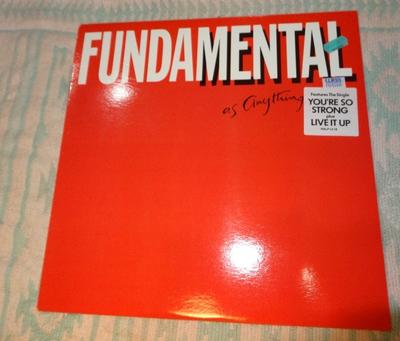 FUNDAMENTAL
as Anything
Features The Single
YOU'RE SO
STRONG
plus
LIVE IT UP